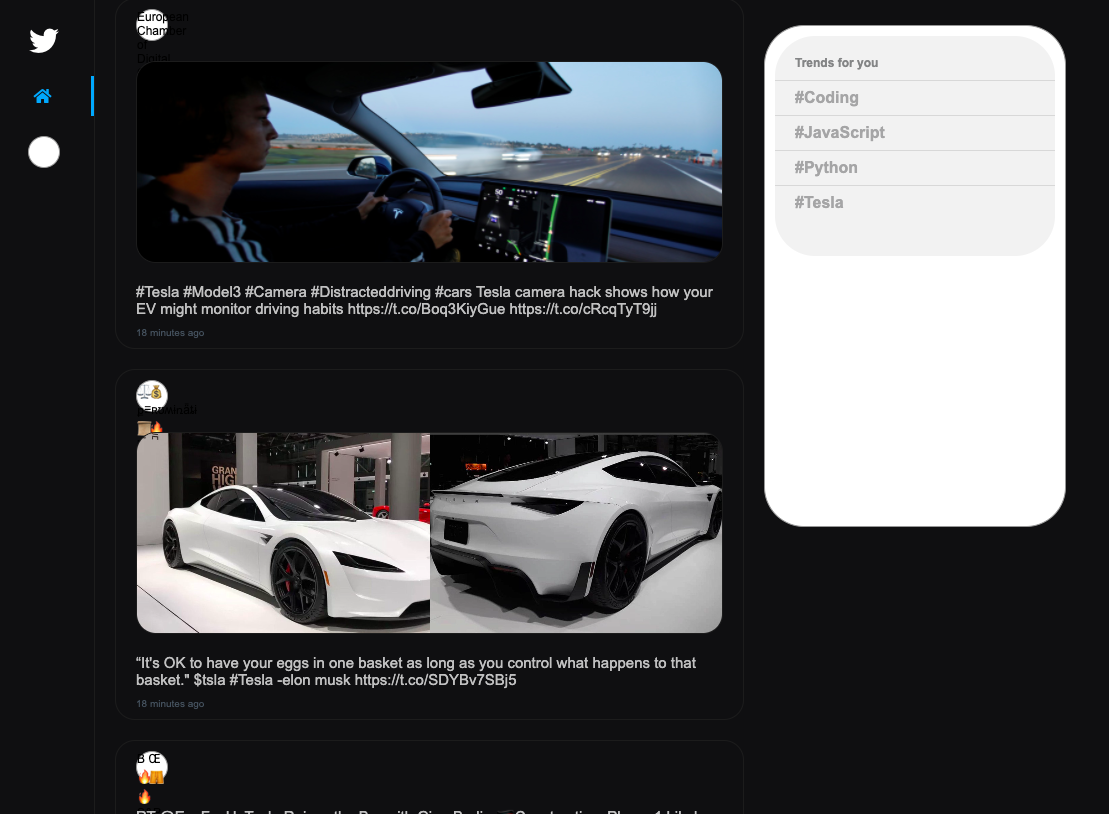 European
Chamber
of
Digital
#Tesla #Model3 #Camera #Distracteddriving #cars Tesla camera hack shows how your
EV might monitor driving habits https://t.co/Boq3KiyGue https://t.co/cRcqTyT9jj
18 minutes ago
GRAN
HIG
TESLA
“It's OK to have your eggs in one basket as long as you control what happens to that
basket." $tsla #Tesla -elon musk https://t.co/SDYBv7SBj5
18 minutes ago
B Œ
🔥🩳
🔥
Trends for you
#Coding
#JavaScript
#Python
#Tesla